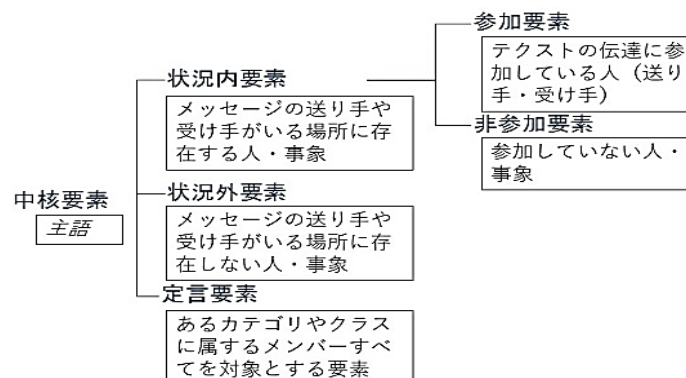 参加要素
テクストの伝達に参
加している人（送り
手・受け手）
状況内要素
メッセージの送り手や
受け手がいる場所に存
在する人・事象
非参加要素
参加していない人・
事象
中核要素
主語
状況外要素
メッセージの送り手や
受け手がいる場所に存
在しない人・事象
定言要素
あるカテゴリやクラス
に属するメンバーすべ
てを対象とする要素